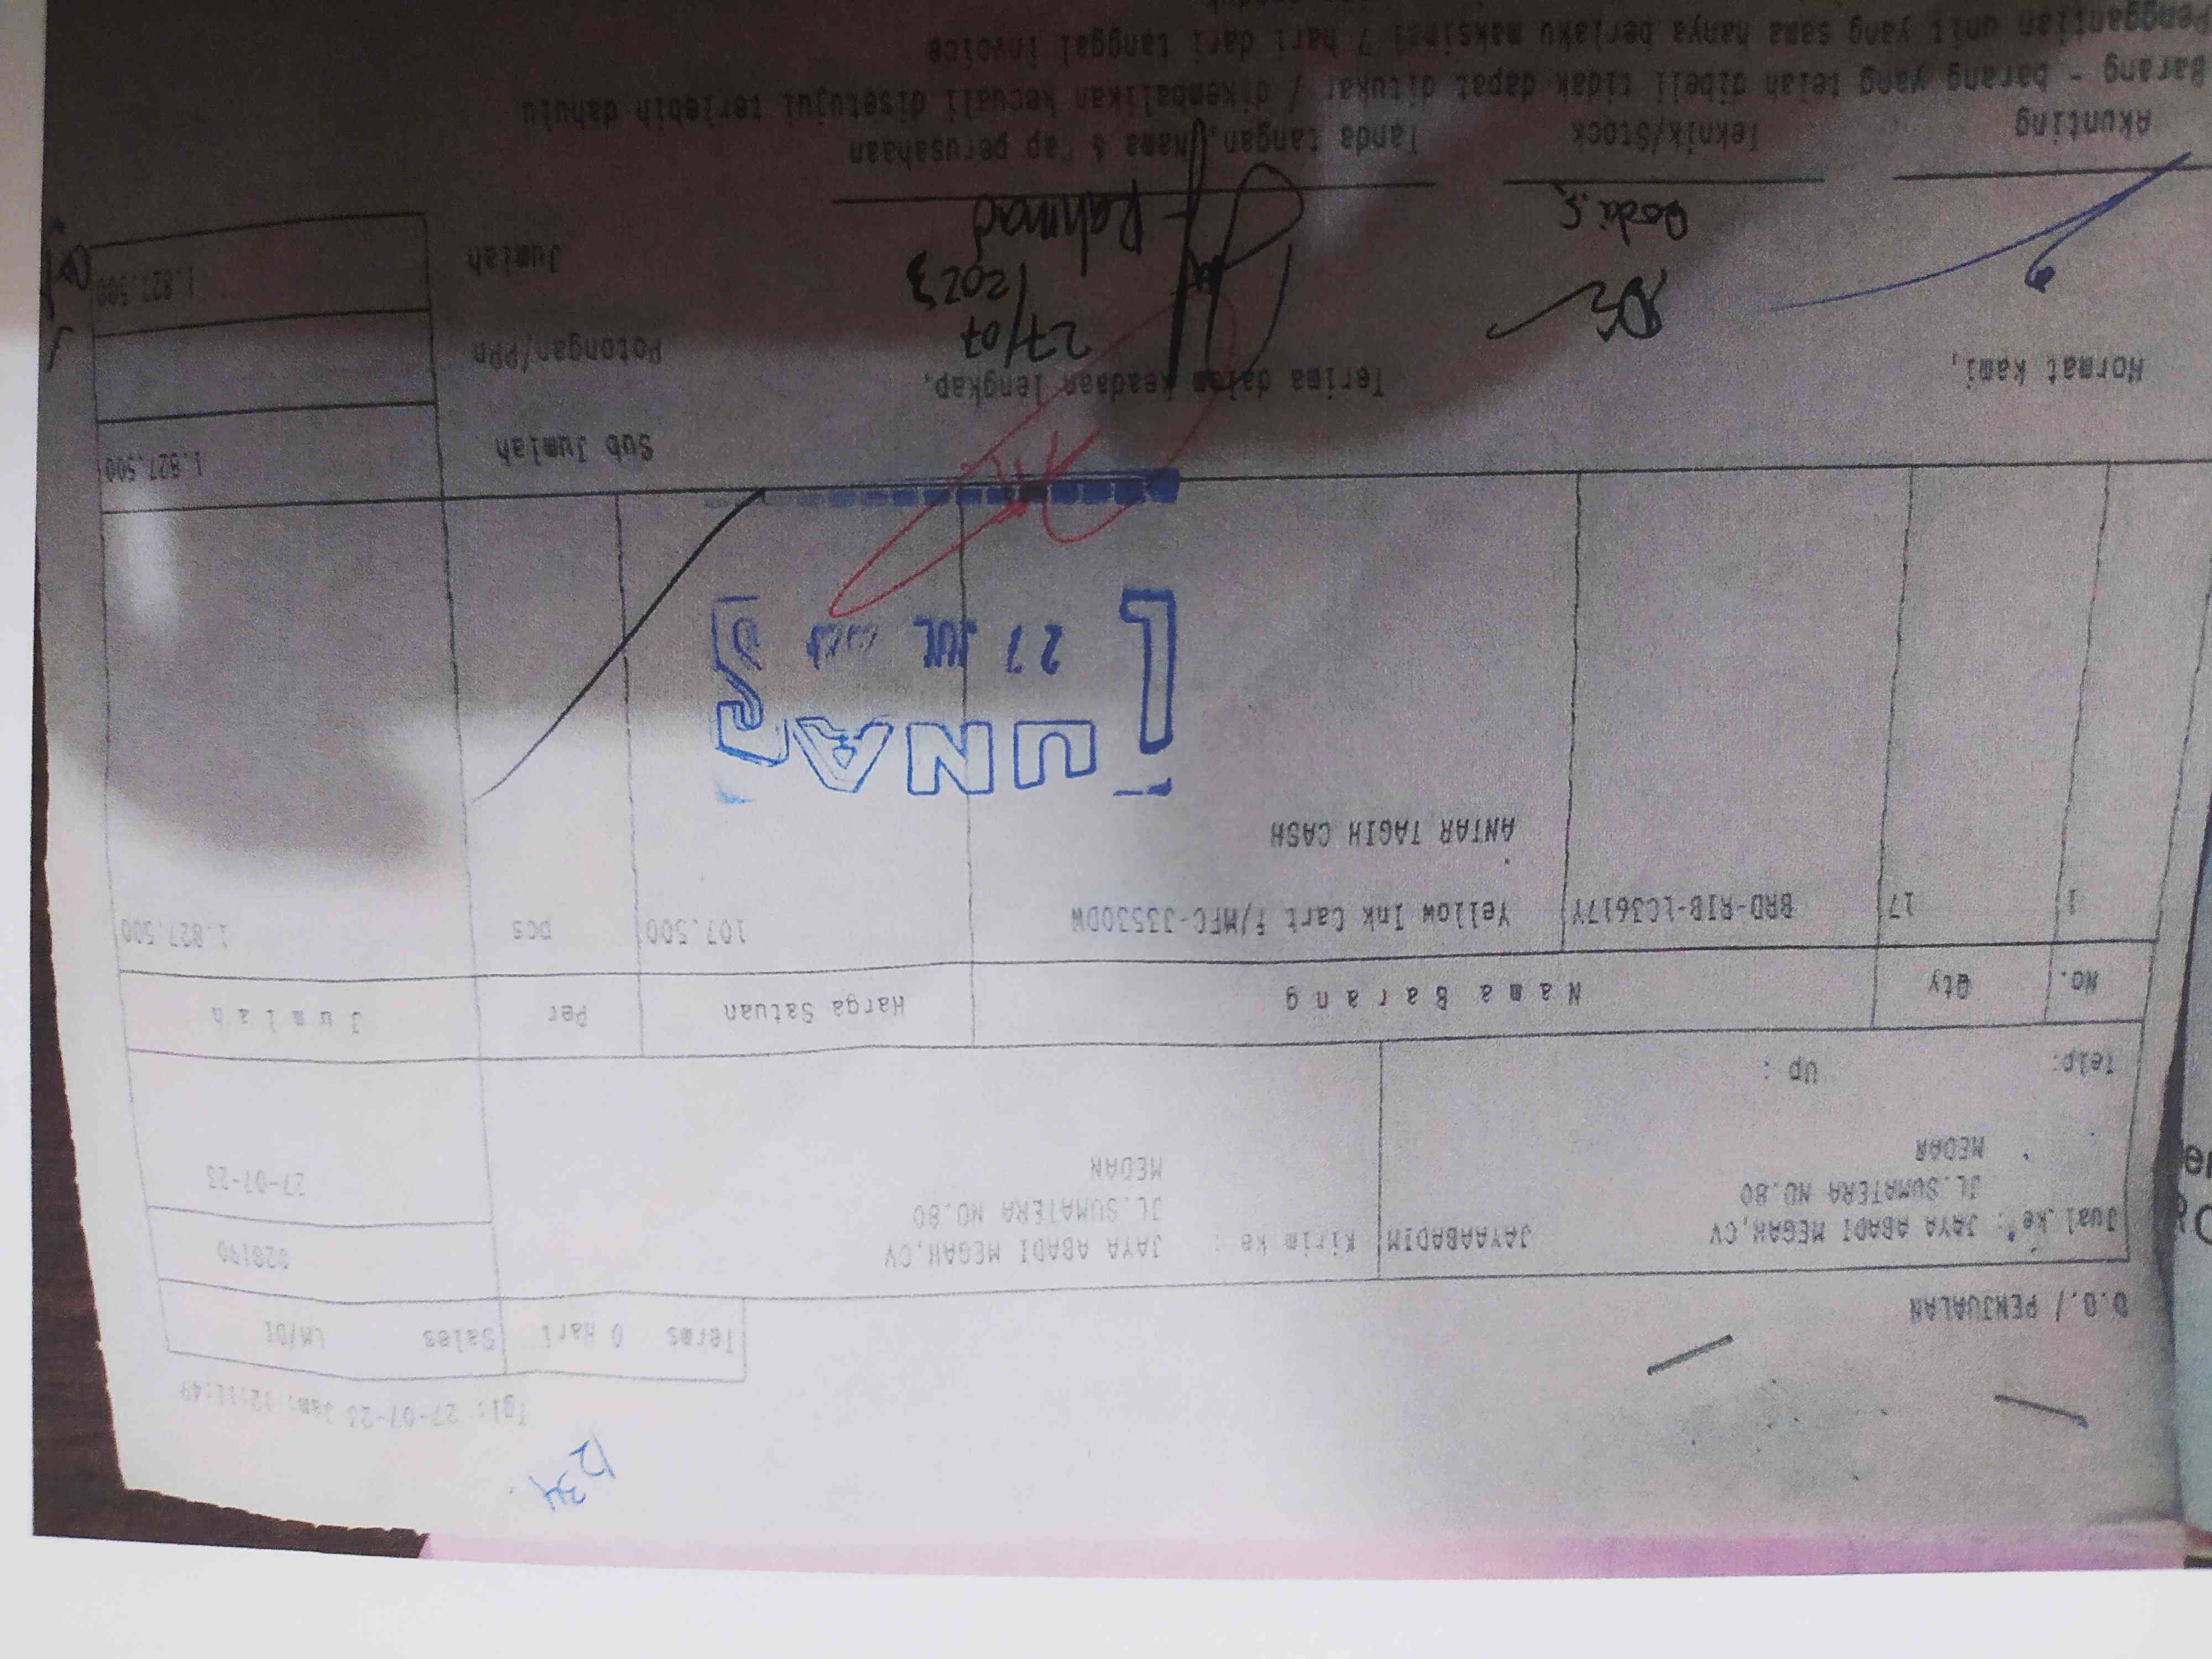 Tgl: 27-07-23 Jam: 12:11:49
D.O./ PENJUALAN
Terms 0 Hari Sales LM/DI
Jual ke : JAYA ABADI MEGAH,CV JAYAABADIM Kirim ke : JAYA ABADI MEGAH,CV 028190
JL.SUMATERA NO.80 JL.SUMATERA NO.80
MEDAN MEDAN 27-07-23
Telp: Up :
No. Qty Nama Barang Harga Satuan Per Jumlah
1 17 BRD-RIB-LC3617Y Yellow Ink Cart f/MFC-J3530DW 107.500 pcs 1.827.500
ANTAR TAGIH CASH
LUNAS
27 JUL
Sub Jumlah 1.827.500
Hormat Kami, Terima dalam keadaan lengkap, Potongan/PPn
27/07
/2023
Jumlah 1.827.500
Rahmad
Akunting Teknik/Stock Tanda tangan, Nama & Cap perusahaan
Barang - barang yang telah dibeli tidak dapat ditukar / dikembalikan kecuali disetujui terlebih dahulu
Penggantian unit yang sama hanya berlaku maksimal 7 hari dari tanggal invoice